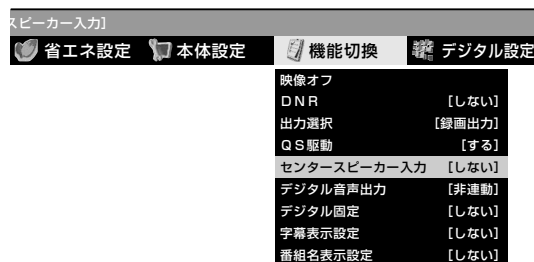 スピーカー入力]
省エネ設定 本体設定 機能切換 デジタル設定
映像オフ
DNR [しない]
出力選択 [録画出力]
QS駆動 [する]
センタースピーカー入力 [しない]
デジタル音声出力 [非連動]
デジタル固定 [しない]
字幕表示設定 [しない]
番組名表示設定 [しない]